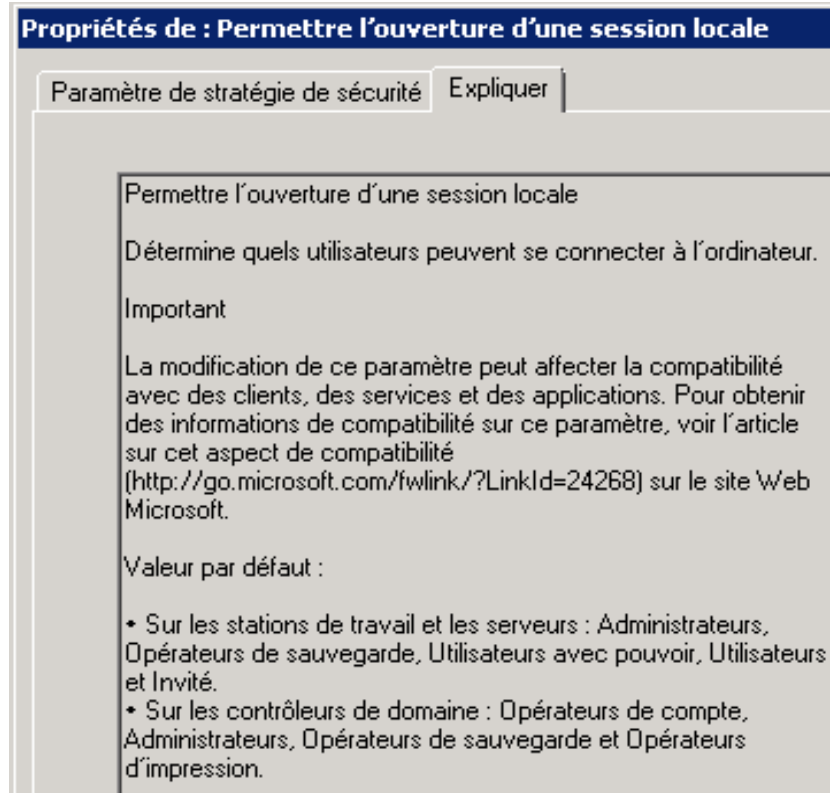 Propriétés de : Permettre l'ouverture d'une session locale
Paramètre de stratégie de sécurité
Expliquer
Permettre l´ouverture d´une session locale
Détermine quels utilisateurs peuvent se connecter à l´ordinateur.
Important
La modification de ce paramètre peut affecter la compatibilité
avec des clients, des services et des applications. Pour obtenir
des informations de compatibilité sur ce paramètre, voir l´article
sur cet aspect de compatibilité
(http://go.microsoft.com/fwlink/?LinkId=24268) sur le site Web
Microsoft.
Valeur par défaut :
• Sur les stations de travail et les serveurs : Administrateurs,
Opérateurs de sauvegarde, Utilisateurs avec pouvoir, Utilisateurs
et Invité.
• Sur les contrôleurs de domaine : Opérateurs de compte,
Administrateurs, Opérateurs de sauvegarde et Opérateurs
d'impression.